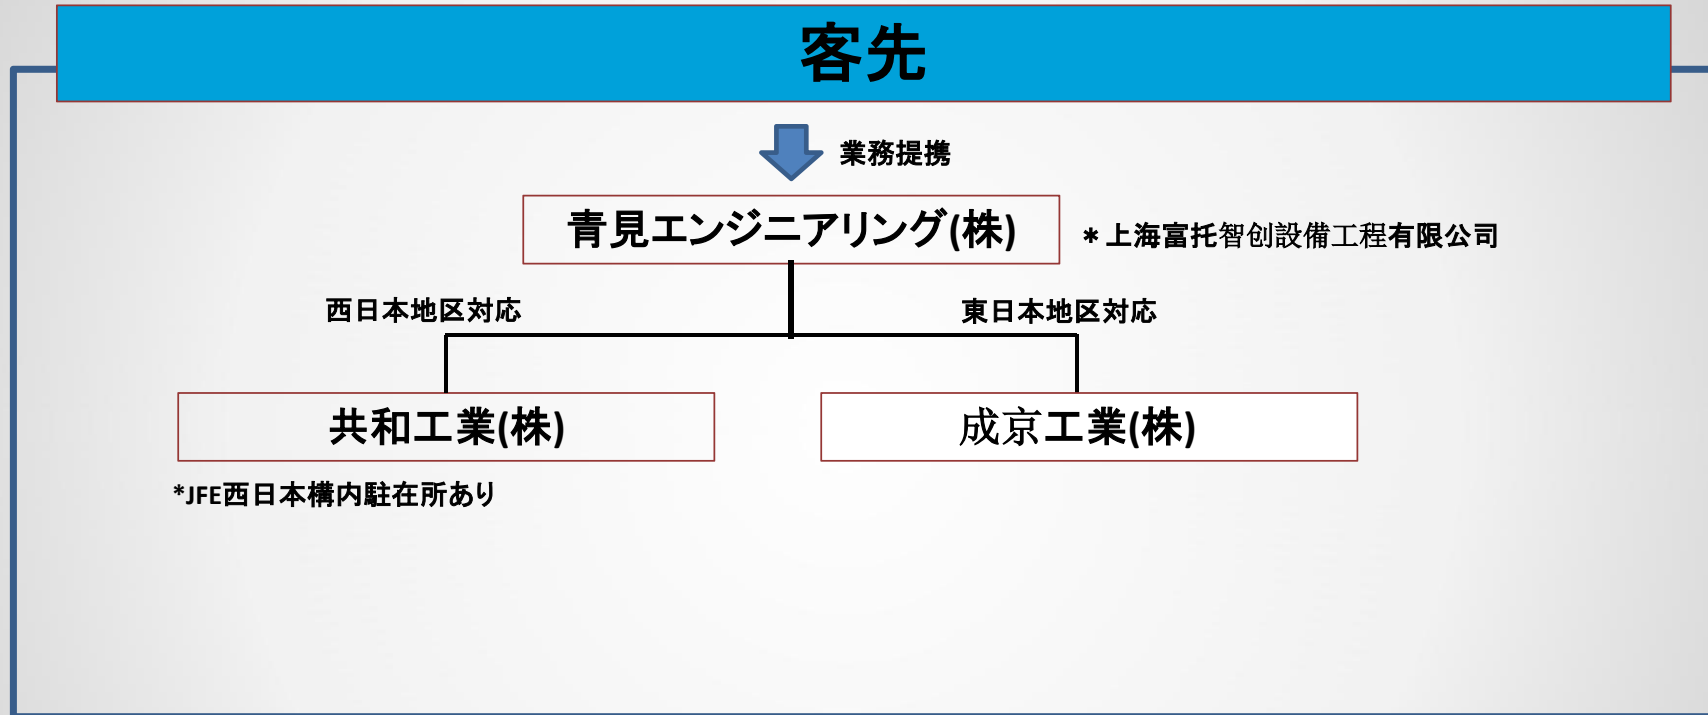 客先
業務提携
青見エンジニアリング(株)
＊上海富托智创設備工程有限公司
西日本地区対応
東日本地区対応
共和工業(株)
成京工業(株)
*JFE西日本構内駐在所あり